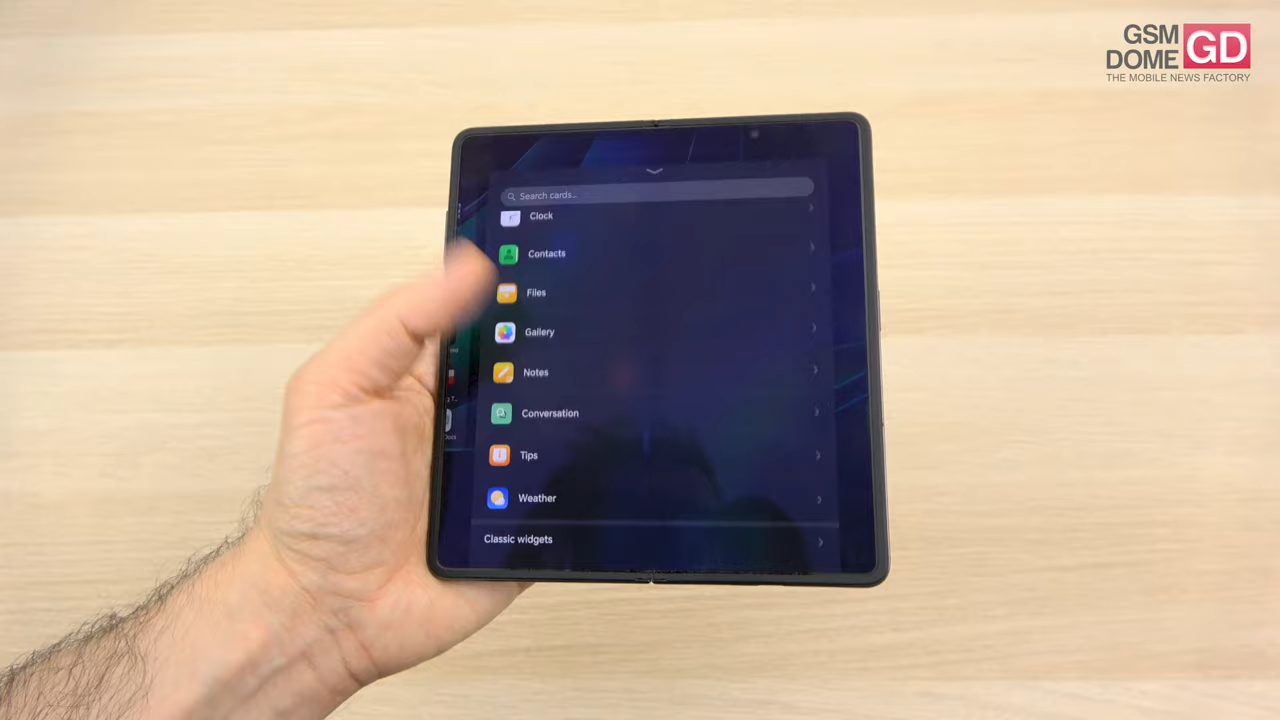 GSM
DOME GD
THE MOBILE NEWS FACTORY
Search cards...
Clock
Contacts
Files
Gallery
Notes
Conversation
Tips
Weather
Classic widgets
Docs